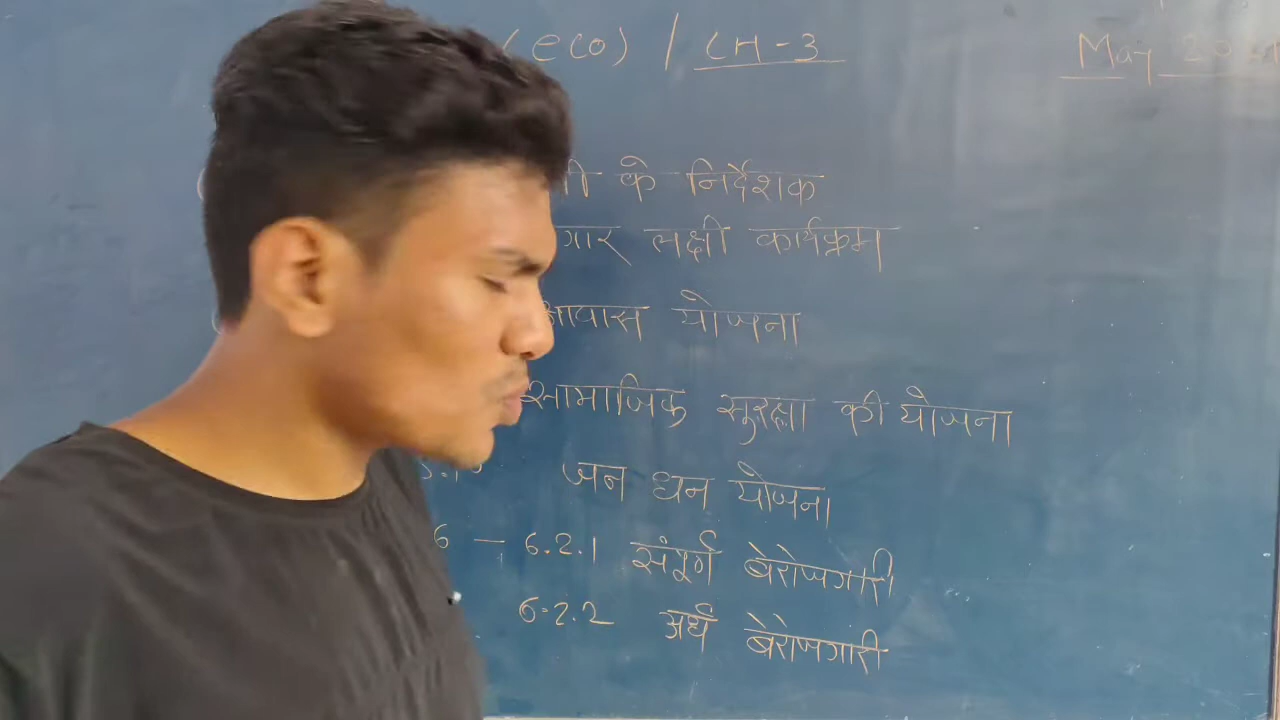 (ECO) / CH-3
May
के निर्देशक
लक्षी कार्यक्रम
आवास योजना
सामाजिक सुरक्षा की योजना
जन धन योजना
6 – 6.2.1 संपूर्ण बेरोजगारी
6.2.2 अर्ध बेरोजगारी